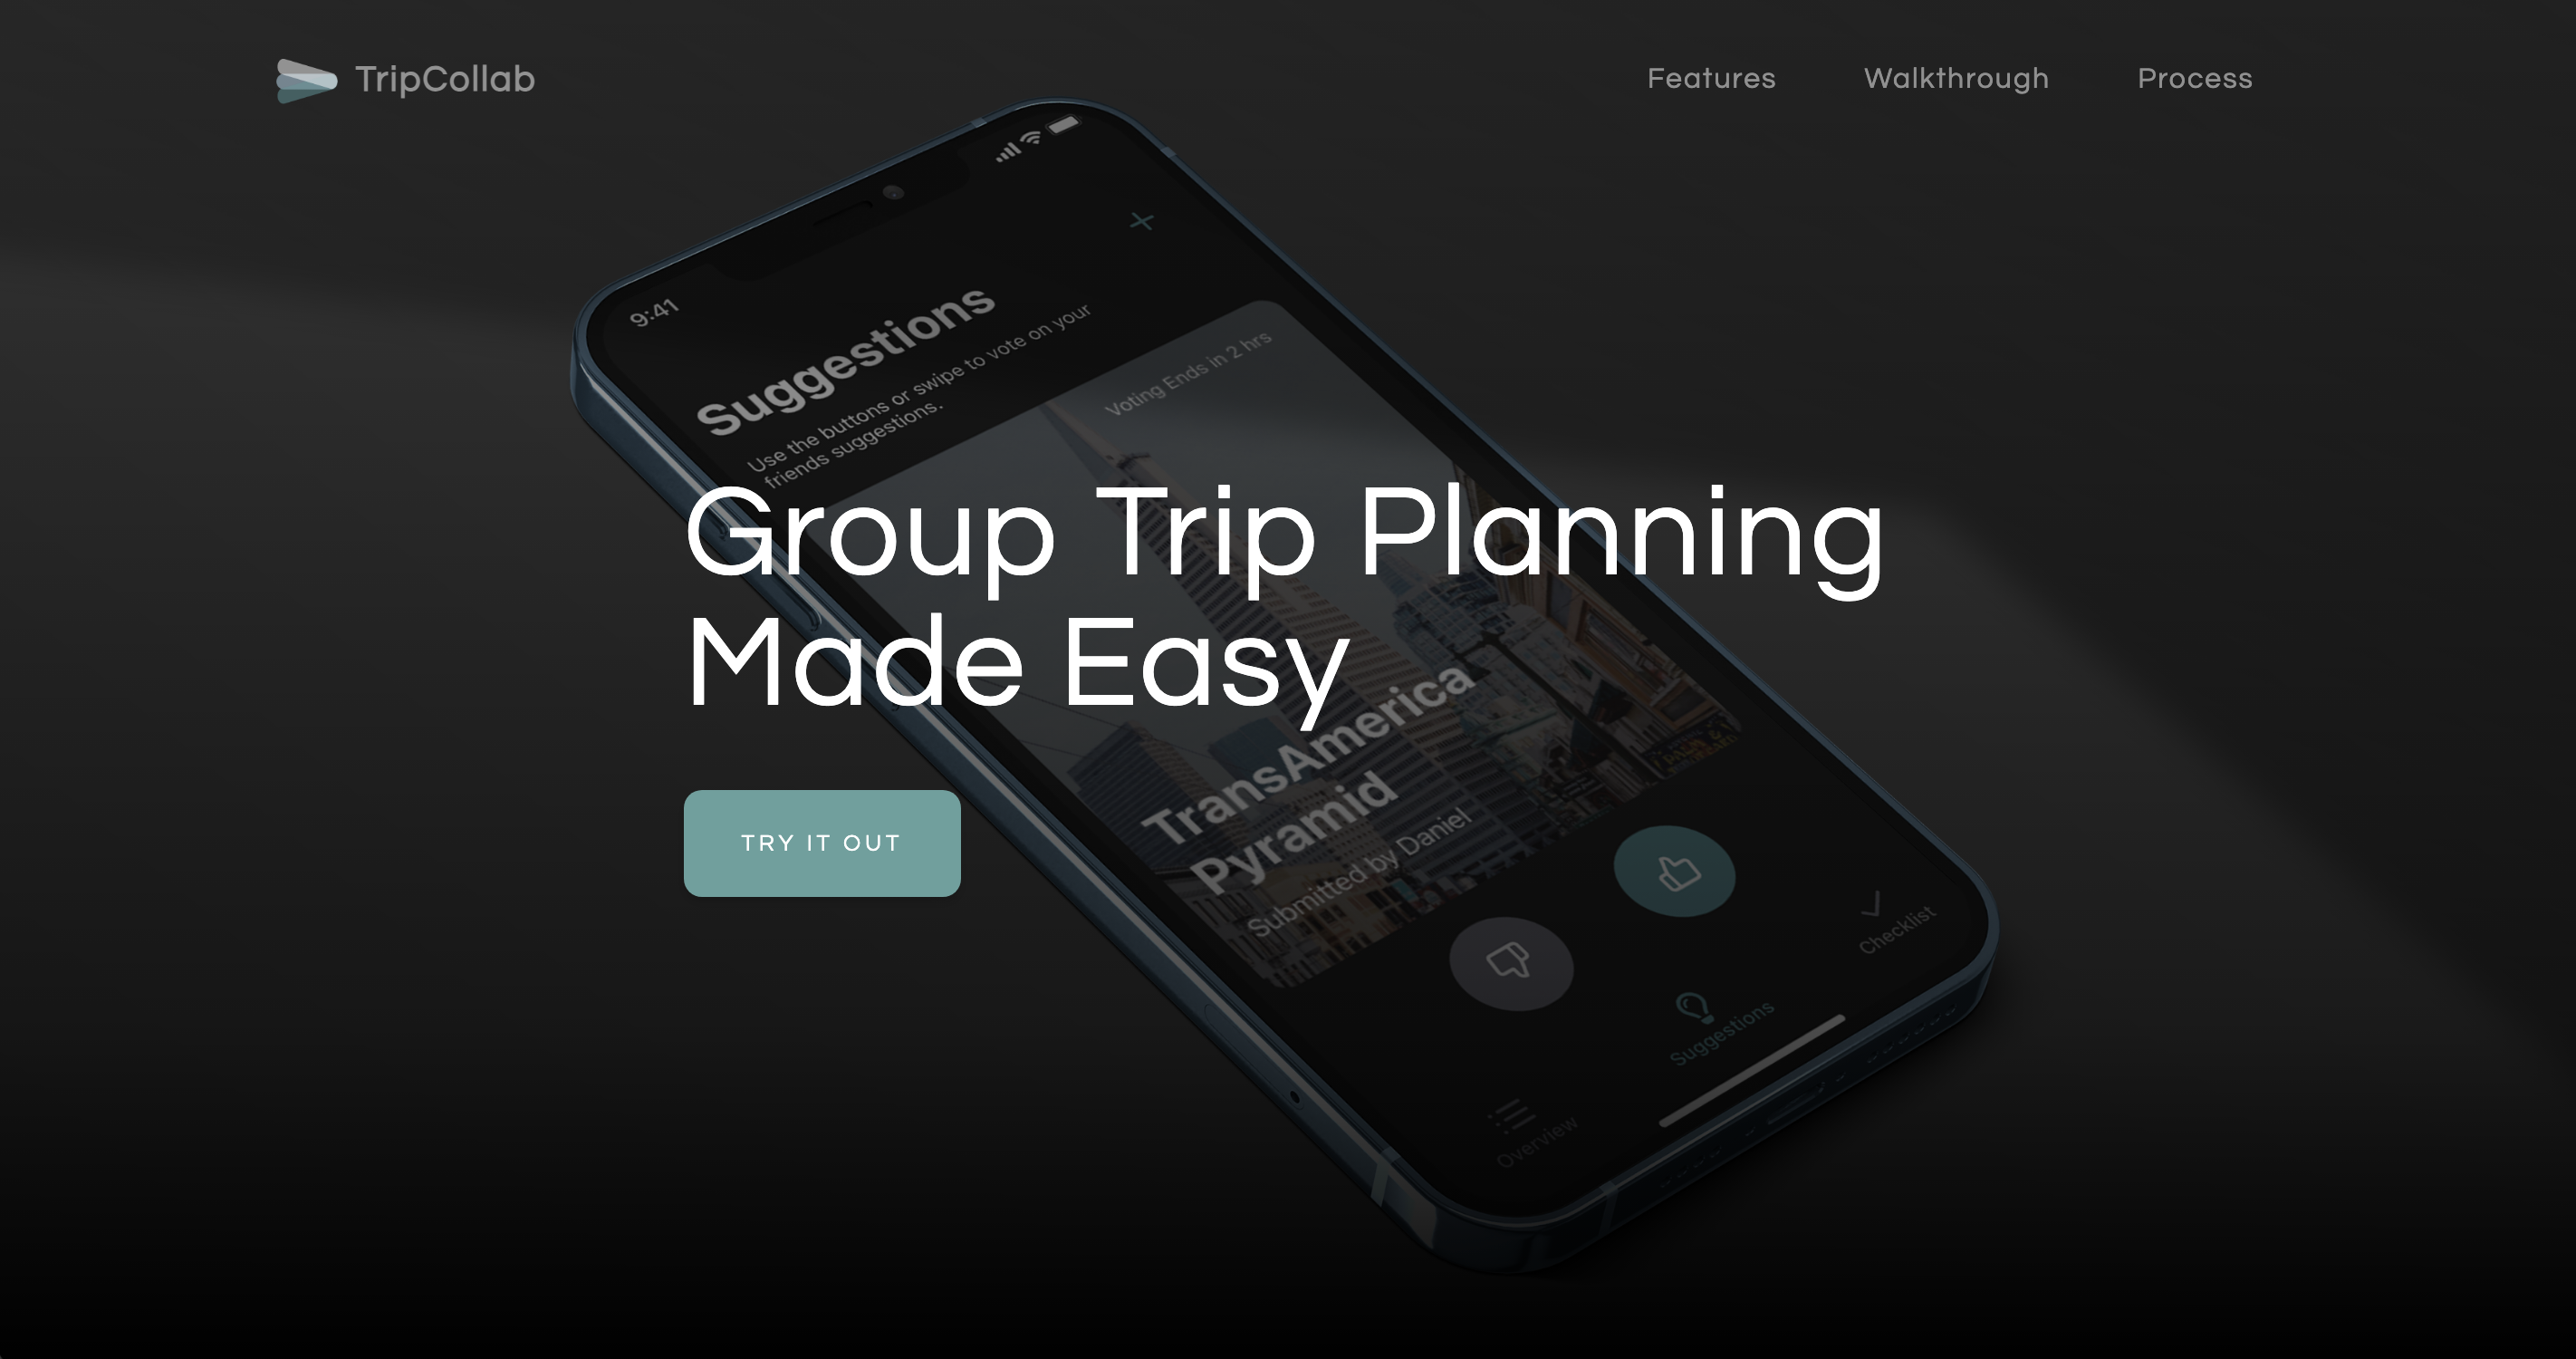 TripCollab
Features
Walkthrough
Process
9:41
Suggestions
Use the buttons or swipe to vote on your
friends suggestions.
Voting Ends in 2 hrs
Group Trip Planning
Made Easy
TransAmerica
Pyramid
Submitted by Daniel
TRY IT OUT
Checklist
Suggestions
Overview